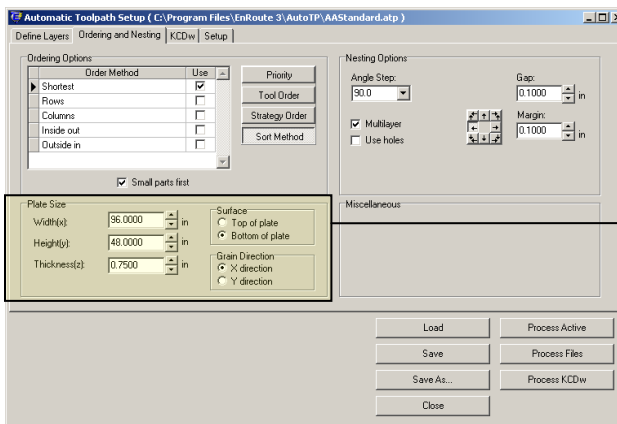 Automatic Toolpath Setup ( C:\Program Files\EnRoute 3\AutoTP\AAStandard.atp )
Define Layers Ordering and Nesting KCDw Setup
Ordering Options
Order Method Use
Shortest
Rows
Columns
Inside out
Outside in
Small parts first
Priority
Tool Order
Strategy Order
Sort Method
Nesting Options
Angle Step:
90.0
Multilayer
Use holes
Gap:
0.1000 in
Margin:
0.1000 in
Plate Size
Width(x): 96.0000 in
Height(y): 48.0000 in
Thickness(z): 0.7500 in
Surface
Top of plate
Bottom of plate
Grain Direction
X direction
Y direction
Miscellaneous
Load Process Active
Save Process Files
Save As... Process KCDw
Close